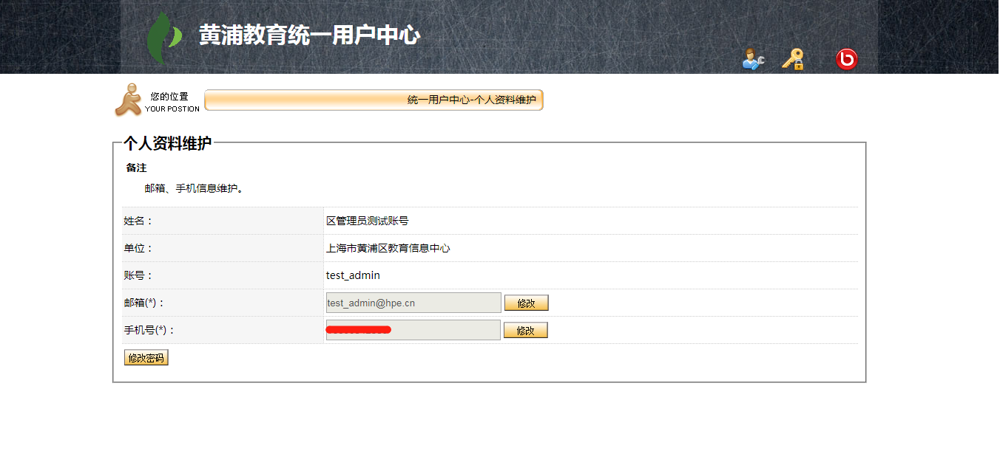 黄浦教育统一用户中心
您的位置
YOUR POSTION
统一用户中心-个人资料维护
个人资料维护
备注
邮箱、手机信息维护。
姓名： 区管理员测试账号
单位： 上海市黄浦区教育信息中心
账号： test_admin
邮箱(*)： test_admin@hpe.cn 修改
手机号(*)： 修改
修改密码